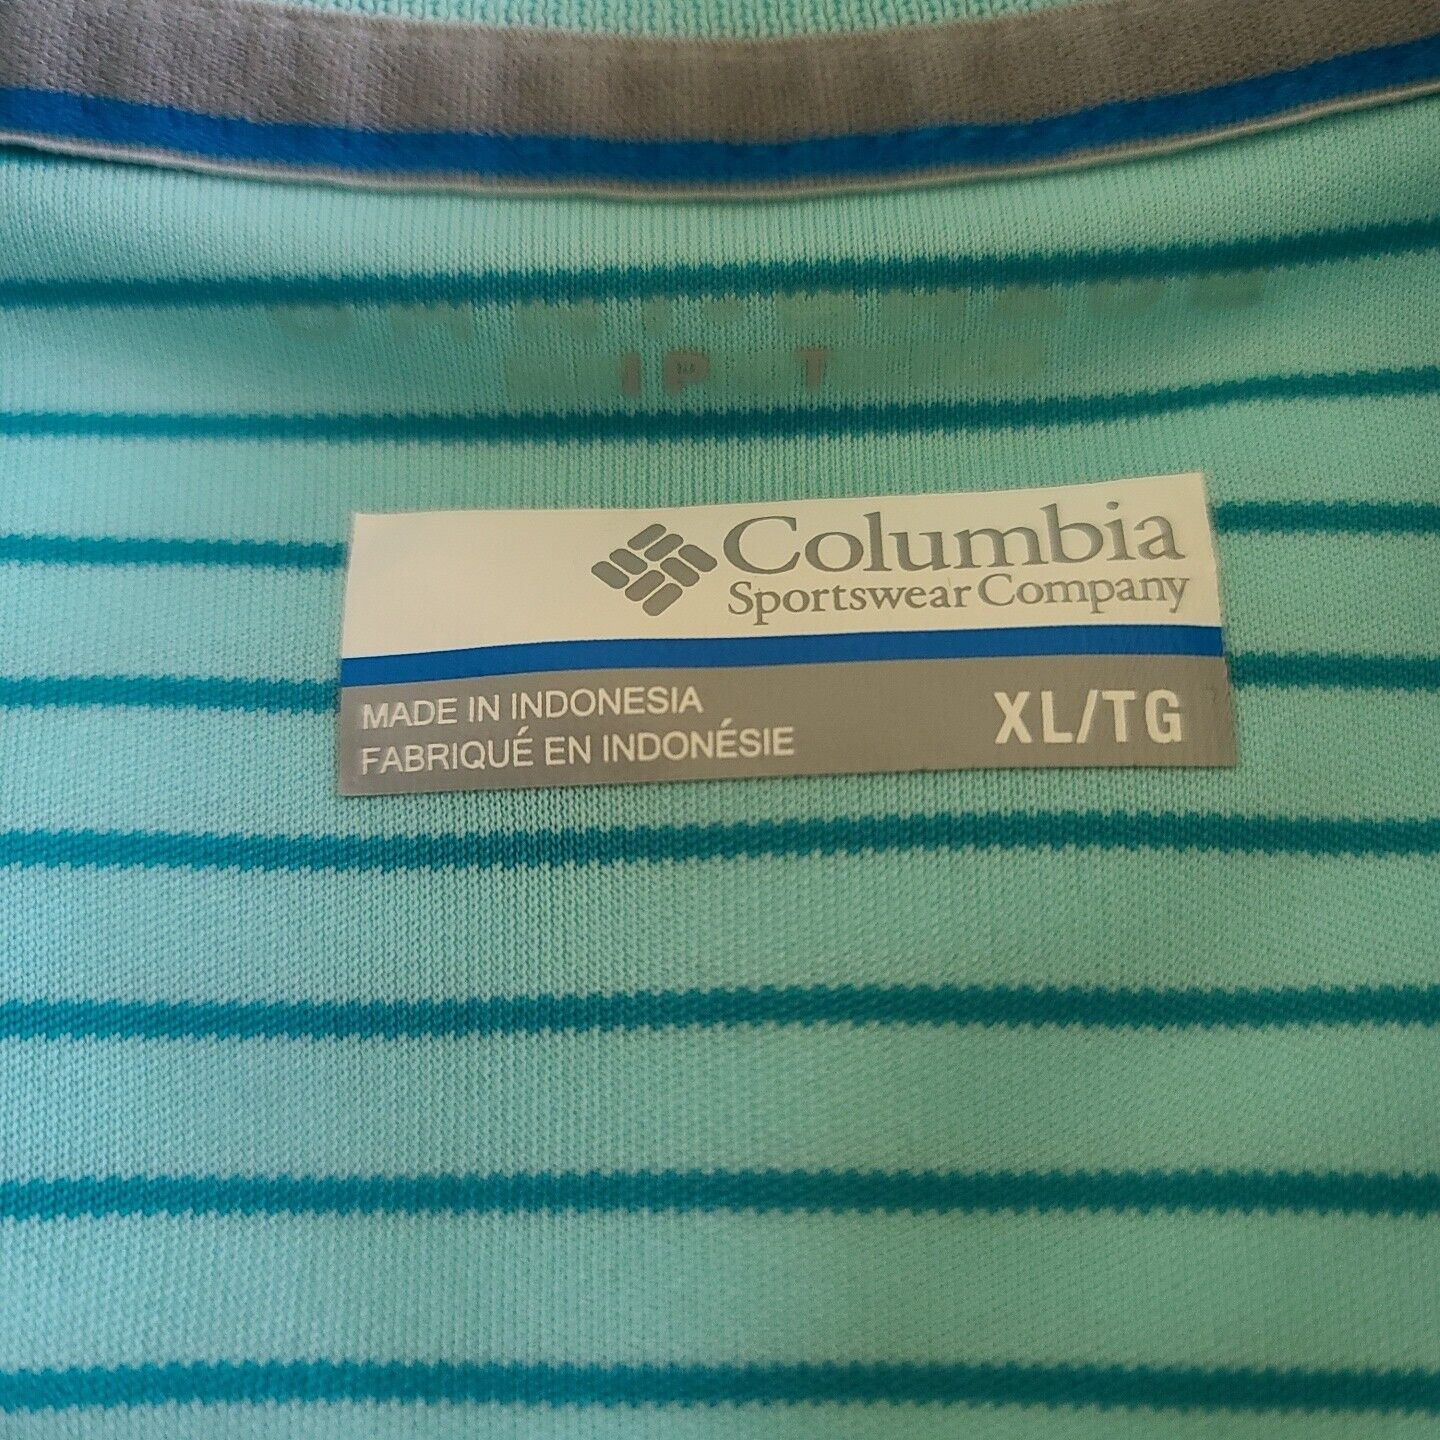 Columbia
Sportswear Company
MADE IN INDONESIA
FABRIQUÉ EN INDONÉSIE
XL/TG